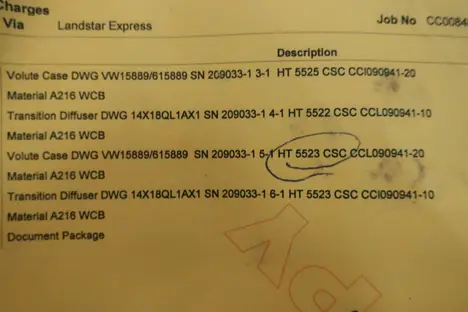 Charges
Via Landstar Express Job No CC0084
Description
Volute Case DWG VW15889/615889 SN 209033-1 3-1 HT 5525 CSC CCI090941-20
Material A216 WCB
Transition Diffuser DWG 14X18QL1AX1 SN 209033-1 4-1 HT 5522 CSC CCL090941-10
Material A216 WCB
Volute Case DWG VW15889/615889 SN 209033-1 5-1 HT 5523 CSC CCL090941-20
Material A216 WCB
Transition Diffuser DWG 14X18QL1AX1 SN 209033-1 6-1 HT 5523 CSC CCI090941-10
Material A216 WCB
Document Package
PY